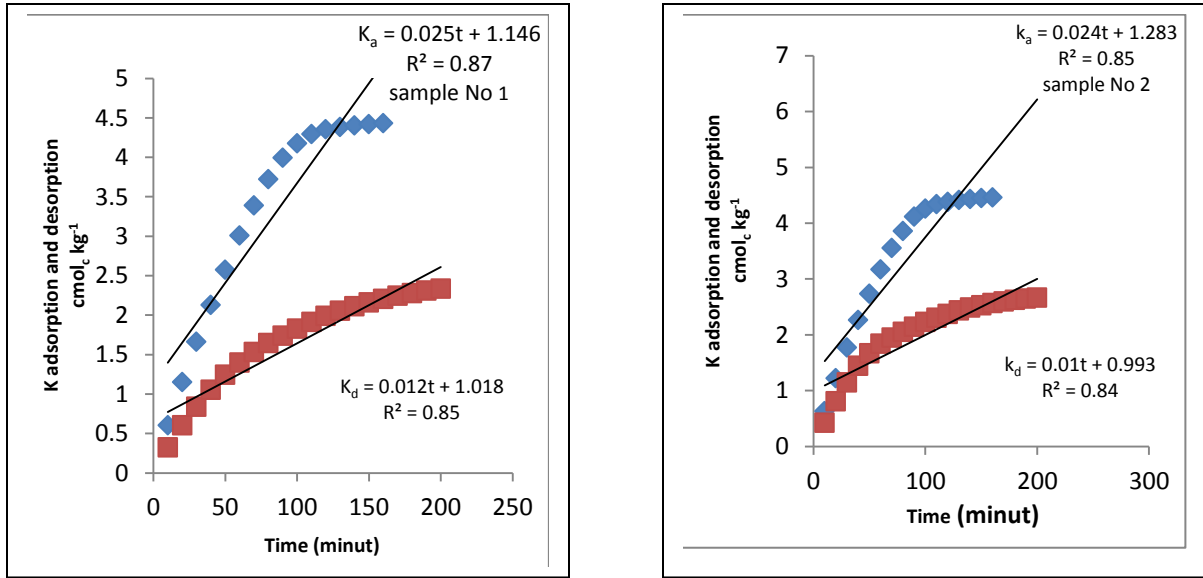 Kₐ = 0.025t + 1.146
R² = 0.87
sample No 1
5
4.5
4
3.5
3
2.5
2
1.5
1
0.5
0
K adsorption and desorption
cmol_c kg⁻¹
K_d = 0.012t + 1.018
R² = 0.85
0 50 100 150 200 250
Time (minut)
kₐ = 0.024t + 1.283
R² = 0.85
sample No 2
7
6
5
4
3
2
1
0
K adsorption and desorption
cmol_c kg⁻¹
k_d = 0.01t + 0.993
R² = 0.84
0 100 200 300
Time (minut)